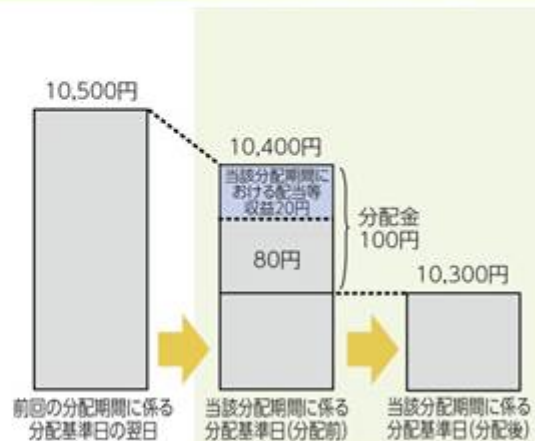 10,500円
10,400円
当該分配期間に
おける配当等
収益20円
分配金
100円
80円
10,300円
前回の分配期間に係る
分配基準日の翌日
当該分配期間に係る
分配基準日(分配前)
当該分配期間に係る
分配基準日(分配後)